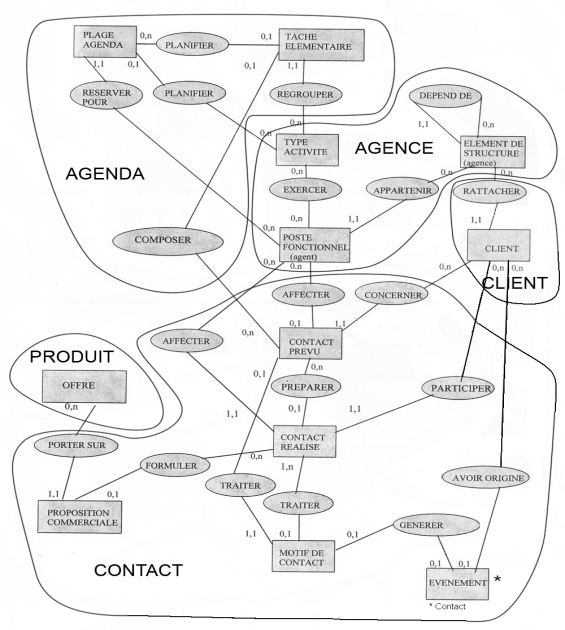 PLAGE
AGENDA
0,n
PLANIFIER
0,1
TACHE
ELEMENTAIRE
1,1
0,1
0,1
1,1
RESERVER
POUR
PLANIFIER
REGROUPER
DEPEND DE
1,1
0,n
0,n
0,n
TYPE
ACTIVITE
AGENCE
ELEMENT DE
STRUCTURE
(agence)
AGENDA
0,n
0,n
0,n
EXERCER
APPARTENIR
RATTACHER
0,n
0,n
1,1
1,1
COMPOSER
POSTE
FONCTIONNEL
(agent)
CLIENT
0,n
0,n
0,n
0,n
0,n
CLIENT
AFFECTER
CONCERNER
0,n
0,1
1,1
AFFECTER
CONTACT
PREVU
PRODUIT
OFFRE
0,n
0,1
0,n
PREPARER
PARTICIPER
1,1
0,1
1,1
PORTER SUR
CONTACT
REALISE
FORMULER
0,n
1,n
TRAITER
AVOIR ORIGINE
1,1
0,1
TRAITER
PROPOSITION
COMMERCIALE
1,1
0,1
0,1
GENERER
MOTIF DE
CONTACT
CONTACT
0,1
0,1
EVENEMENT
*
* Contact